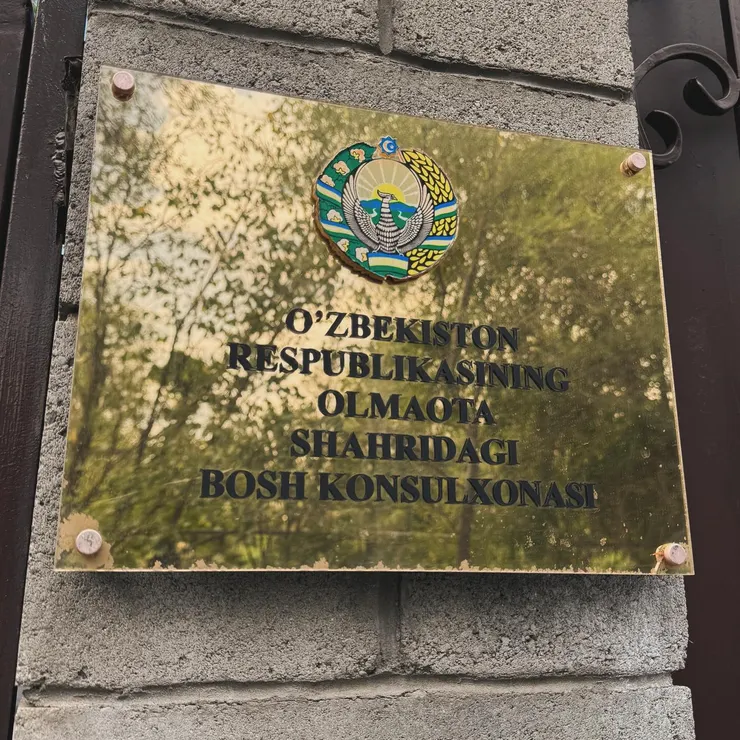 O’ZBEKISTON
RESPUBLIKASINING
OLMAOTA
SHAHRIDAGI
BOSH KONSULXONASI